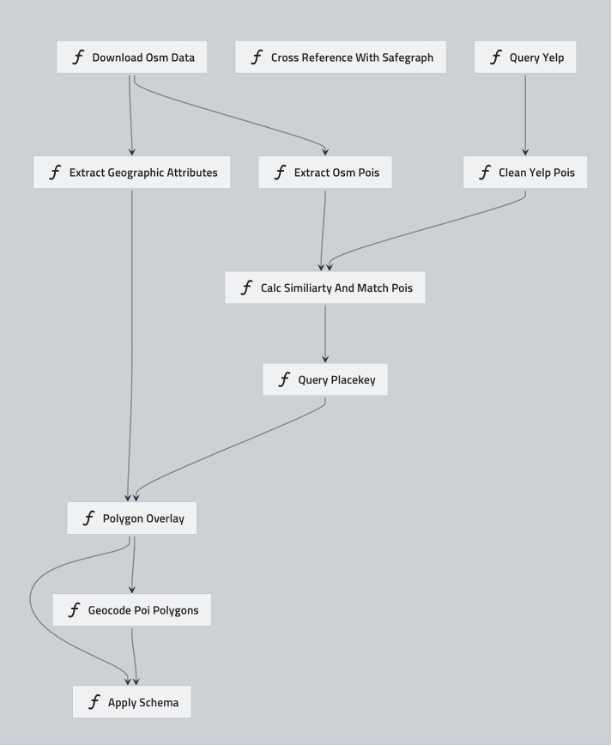 ƒ Download Osm Data
ƒ Cross Reference With Safegraph
ƒ Query Yelp
ƒ Extract Geographic Attributes
ƒ Extract Osm Pois
ƒ Clean Yelp Pois
ƒ Calc Similiarty And Match Pois
ƒ Query Placekey
ƒ Polygon Overlay
ƒ Geocode Poi Polygons
ƒ Apply Schema